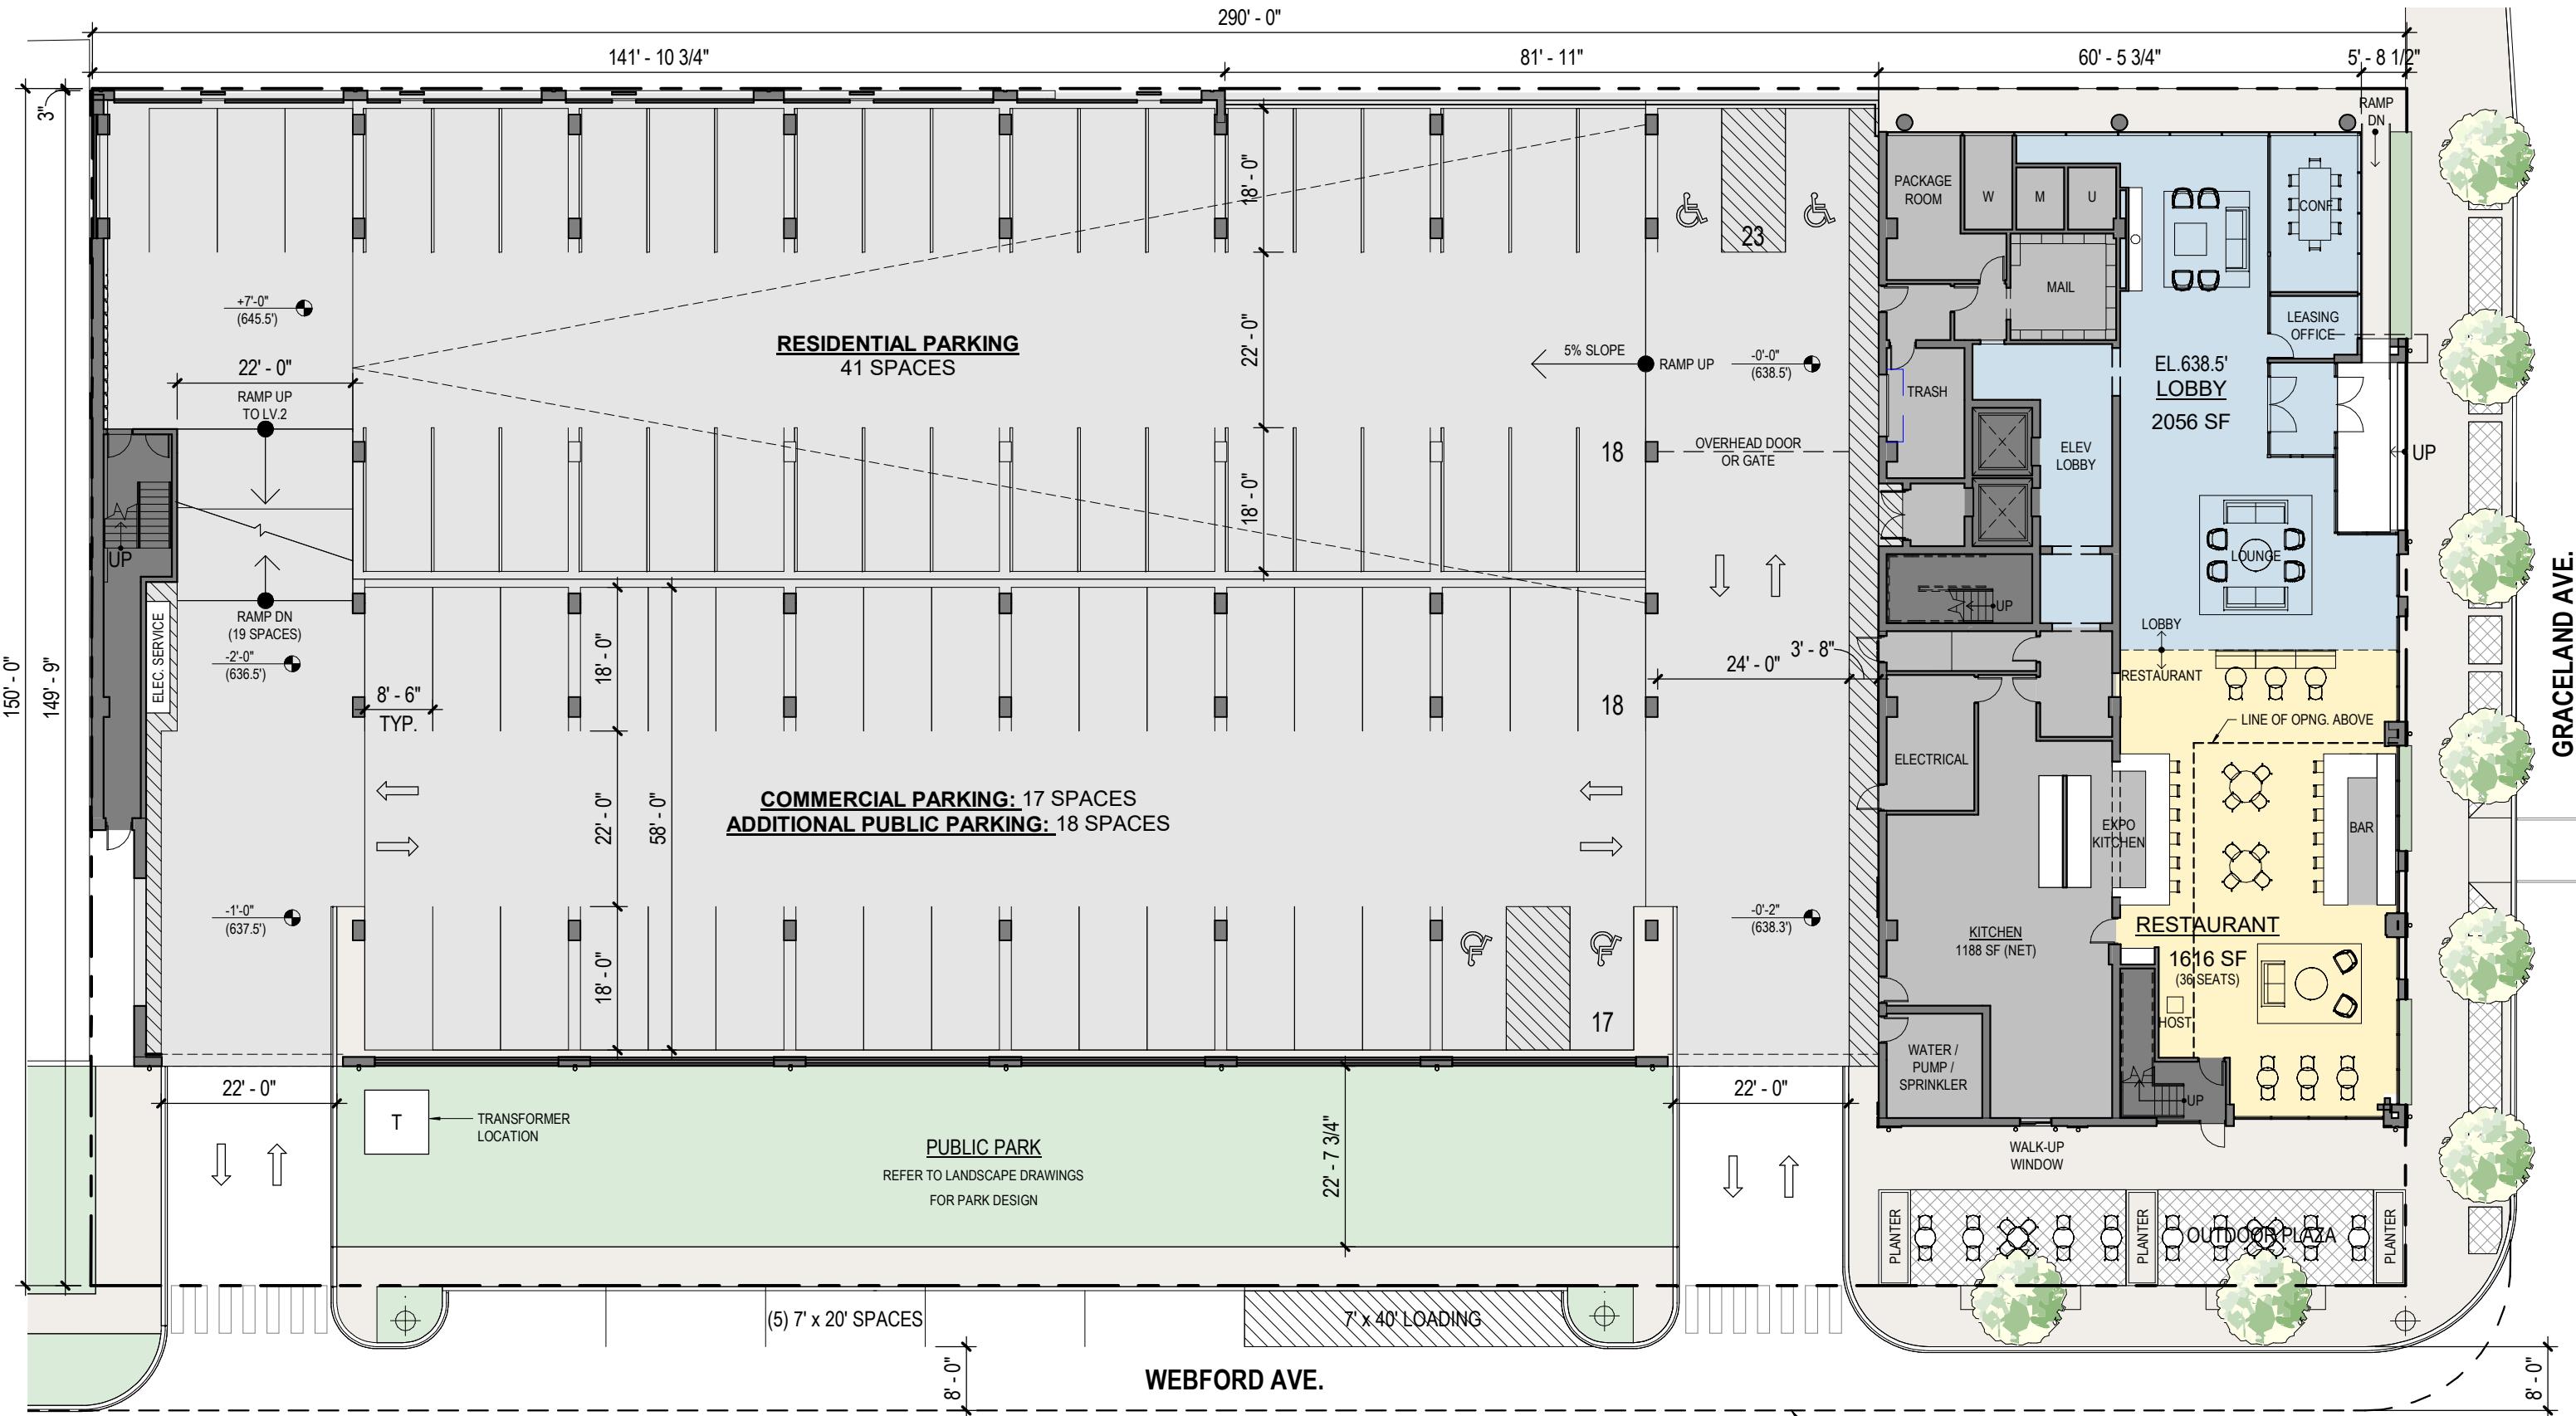 290' - 0"
141' - 10 3/4"
81' - 11"
60' - 5 3/4"
5' - 8 1/2"
3"
150' - 0"
149' - 9"
RAMP
DN
18' - 0"
PACKAGE
ROOM
W
M
U
CONF
23
+7'-0"
(645.5')
MAIL
LEASING
OFFICE
RESIDENTIAL PARKING
41 SPACES
22' - 0"
5% SLOPE
RAMP UP
-0'-0"
(638.5')
EL.638.5'
LOBBY
2056 SF
22' - 0"
RAMP UP
TO LV.2
TRASH
18
OVERHEAD DOOR
OR GATE
ELEV
LOBBY
UP
18' - 0"
UP
LOUNGE
GRACELAND AVE.
RAMP DN
(19 SPACES)
ELEC. SERVICE
-2'-0"
(636.5')
18' - 0"
UP
LOBBY
RESTAURANT
3' - 8"
24' - 0"
8' - 6"
TYP.
18
LINE OF OPNG. ABOVE
ELECTRICAL
COMMERCIAL PARKING: 17 SPACES
ADDITIONAL PUBLIC PARKING: 18 SPACES
22' - 0"
58' - 0"
EXPO
KITCHEN
BAR
-1'-0"
(637.5')
-0'-2"
(638.3')
KITCHEN
1188 SF (NET)
RESTAURANT
1616 SF
(36 SEATS)
18' - 0"
17
HOST
WATER /
PUMP /
SPRINKLER
UP
22' - 0"
T
TRANSFORMER
LOCATION
PUBLIC PARK
REFER TO LANDSCAPE DRAWINGS
FOR PARK DESIGN
22' - 7 3/4"
22' - 0"
WALK-UP
WINDOW
PLANTER
PLANTER
OUTDOOR PLAZA
PLANTER
(5) 7' x 20' SPACES
7' x 40' LOADING
8' - 0"
WEBFORD AVE.
8' - 0"